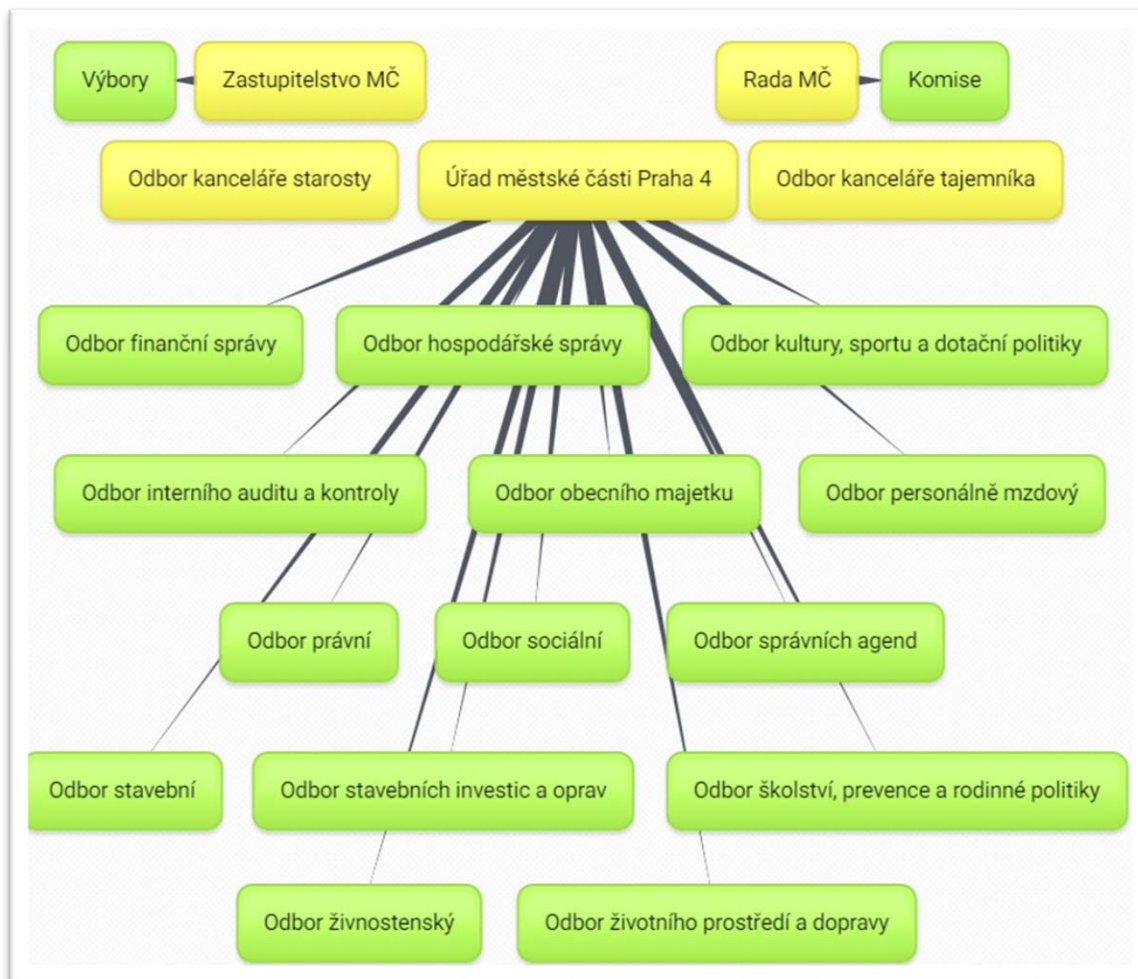 Výbory
Zastupitelstvo MČ
Rada MČ
Komise
Odbor kanceláře starosty
Úřad městské části Praha 4
Odbor kanceláře tajemníka
Odbor finanční správy
Odbor hospodářské správy
Odbor kultury, sportu a dotační politiky
Odbor interního auditu a kontroly
Odbor obecního majetku
Odbor personálně mzdový
Odbor právní
Odbor sociální
Odbor správních agend
Odbor stavební
Odbor stavebních investic a oprav
Odbor školství, prevence a rodinné politiky
Odbor živnostenský
Odbor životního prostředí a dopravy